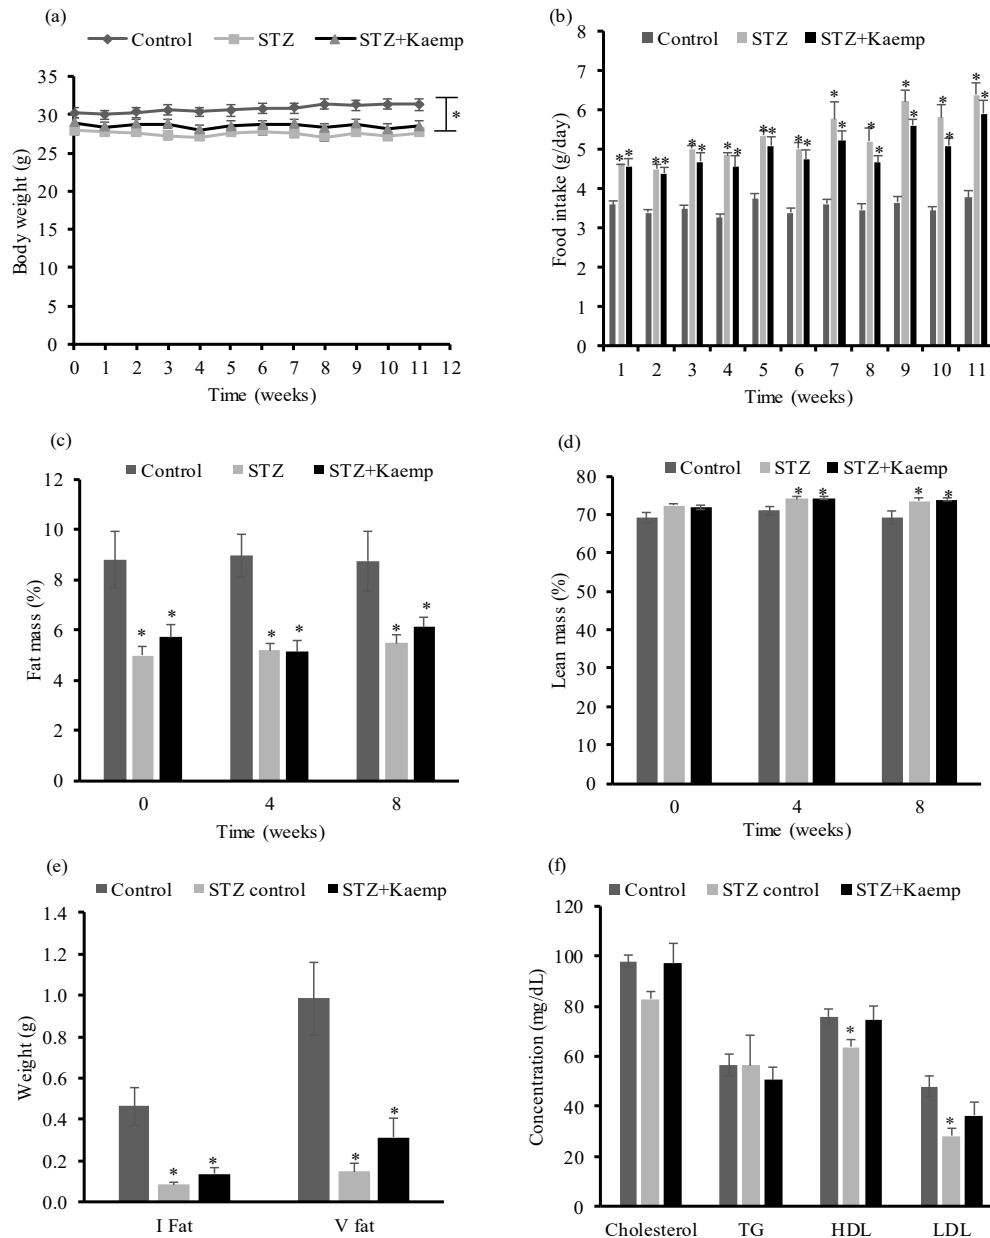 (a)
Control STZ STZ+Kaemp
35
30
25
20
15
10
5
0
*
Body weight (g)
0 1 2 3 4 5 6 7 8 9 10 11 12
Time (weeks)
(b)
Control STZ STZ+Kaemp
8
7
6
5
4
3
2
1
0
* * * * * * * * * * * * * * * * * * * * * *
Food intake (g/day)
1 2 3 4 5 6 7 8 9 10 11
Time (weeks)
(c)
Control STZ STZ+Kaemp
12
10
8
6
4
2
0
* * * * * *
Fat mass (%)
0 4 8
Time (weeks)
(d)
Control STZ STZ+Kaemp
80
70
60
50
40
30
20
10
0
* * * *
Lean mass (%)
0 4 8
Time (weeks)
(e)
Control STZ control STZ+Kaemp
1.4
1.2
1.0
0.8
0.6
0.4
0.2
0.0
* * * *
Weight (g)
I Fat V fat
(f)
Control STZ control STZ+Kaemp
120
100
80
60
40
20
0
* *
Concentration (mg/dL)
Cholesterol TG HDL LDL